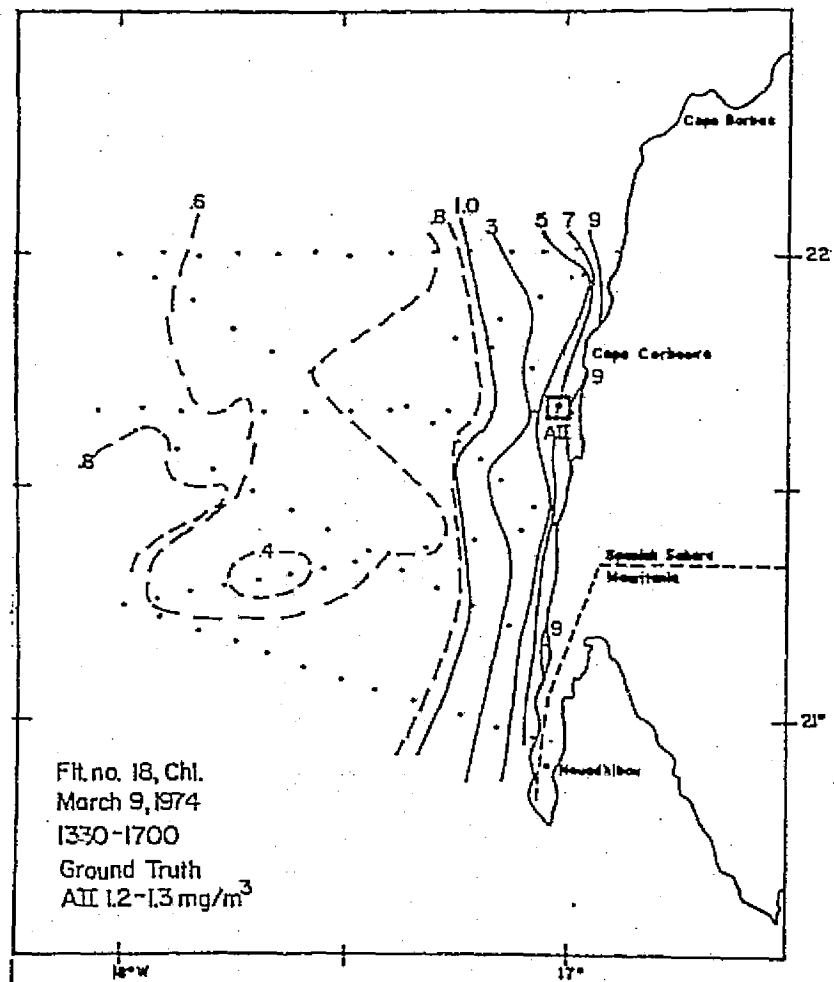 Cape Barbas
.6
.8
1.0
3
5
7
9
22
Cape Corboeiro
9
AII
.8
.4
Spanish Sahara
Mauritania
9
21°
Nouadhibou
Flt. no. 18, Chl.
March 9, 1974
1330-1700
Ground Truth
AII 1.2-1.3 mg/m³
18°W
17°